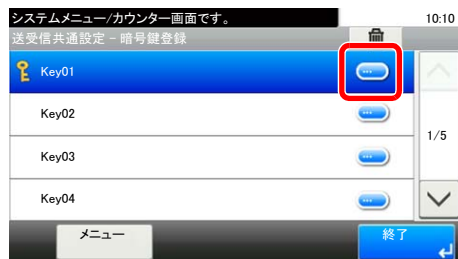 システムメニュー/カウンター画面です。
10:10
送受信共通設定 - 暗号鍵登録
Key01
Key02
1/5
Key03
Key04
メニュー
終了